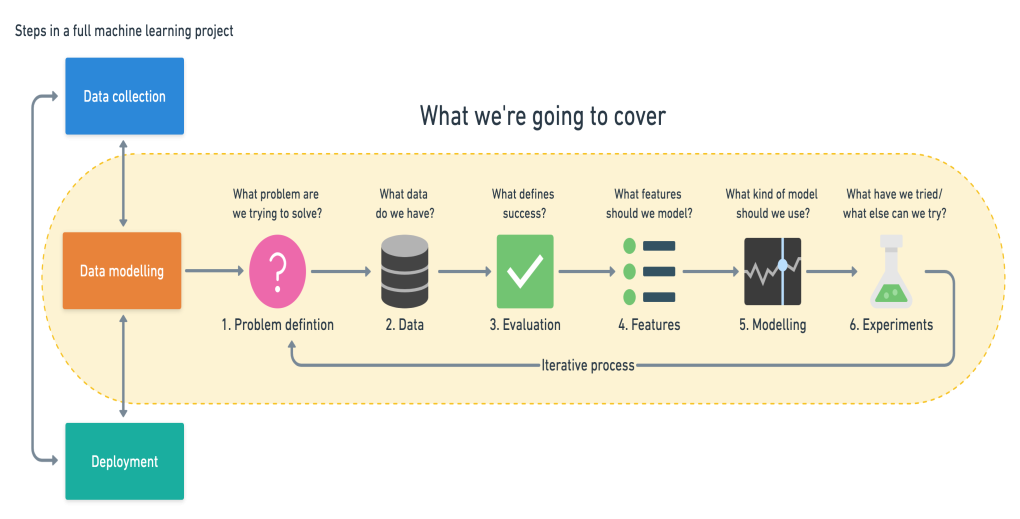 Steps in a full machine learning project
Data collection
What we're going to cover
What problem are
we trying to solve?
What data
do we have?
What defines
success?
What features
should we model?
What kind of model
should we use?
What have we tried/
what else can we try?
Data modelling
1. Problem defintion
2. Data
3. Evaluation
4. Features
5. Modelling
6. Experiments
Iterative process
Deployment